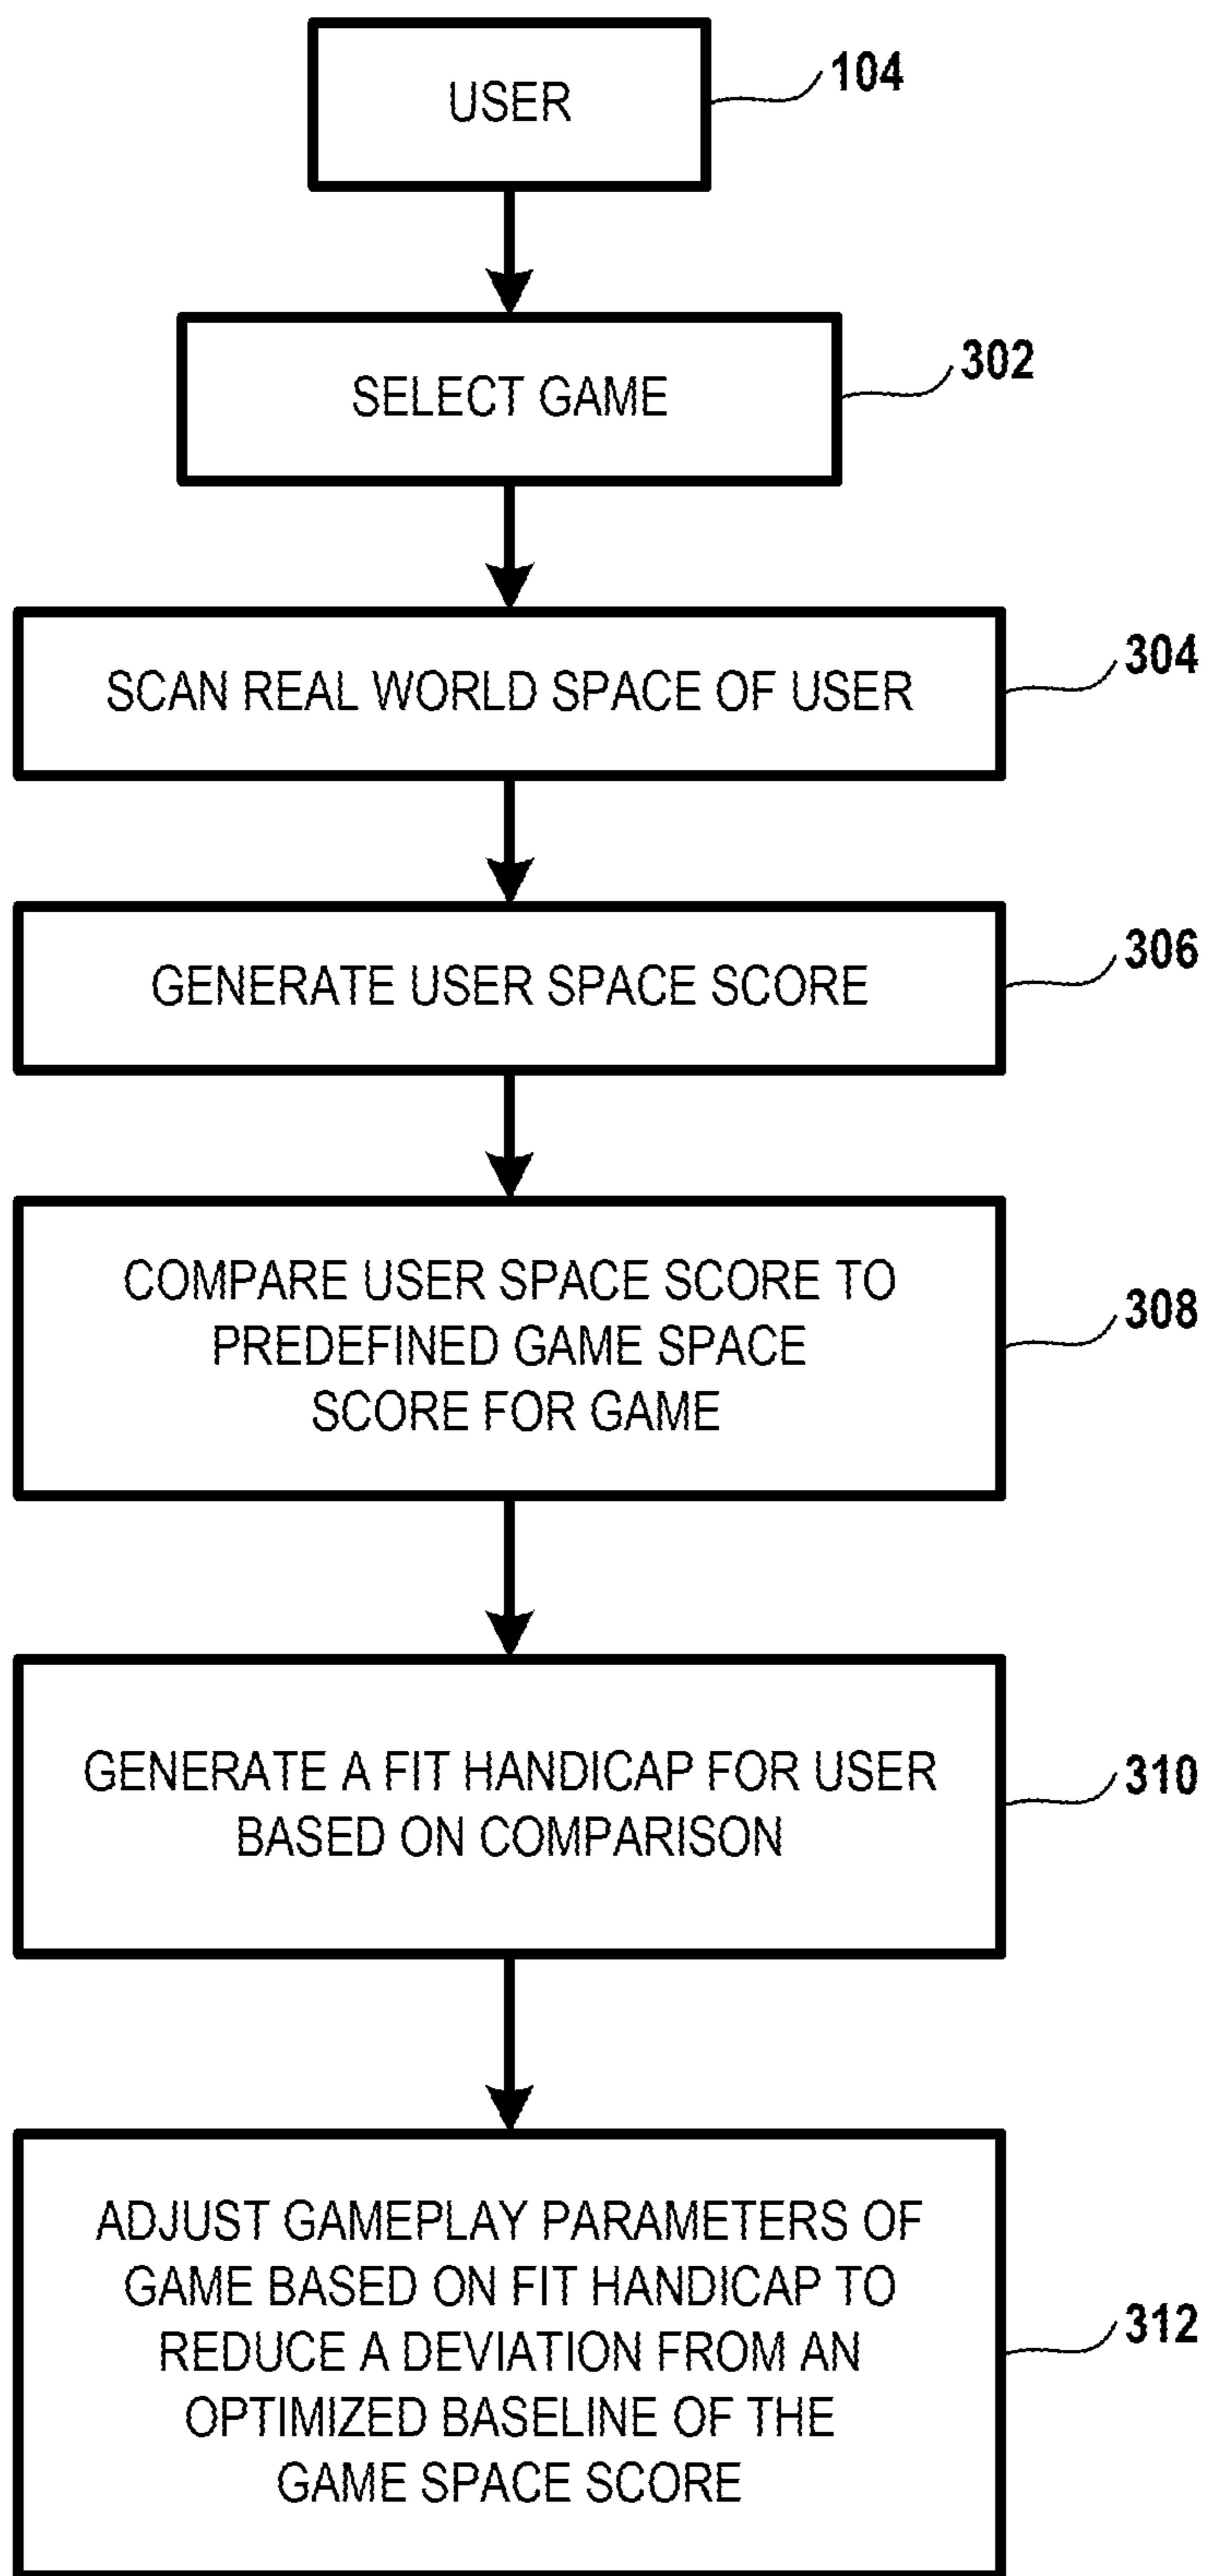 USER
104
SELECT GAME
302
SCAN REAL WORLD SPACE OF USER
304
GENERATE USER SPACE SCORE
306
COMPARE USER SPACE SCORE TO
PREDEFINED GAME SPACE
SCORE FOR GAME
308
GENERATE A FIT HANDICAP FOR USER
BASED ON COMPARISON
310
ADJUST GAMEPLAY PARAMETERS OF
GAME BASED ON FIT HANDICAP TO
REDUCE A DEVIATION FROM AN
OPTIMIZED BASELINE OF THE
GAME SPACE SCORE
312